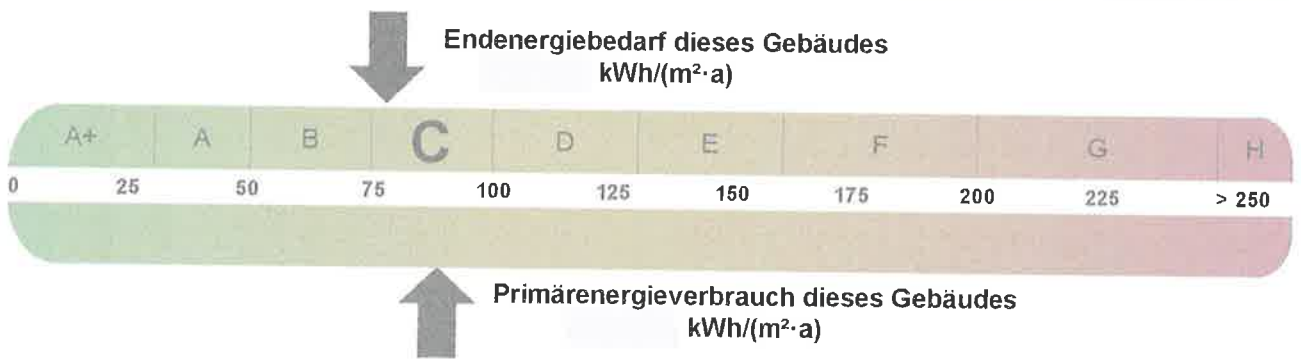 Endenergiebedarf dieses Gebäudes
kWh/(m²·a)
A+ A B C D E F G H
0 25 50 75 100 125 150 175 200 225 > 250
Primärenergieverbrauch dieses Gebäudes
kWh/(m²·a)